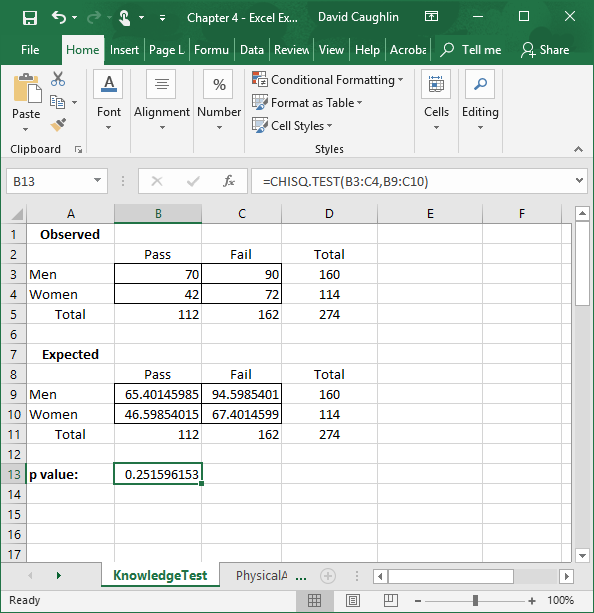 Chapter 4 - Excel Ex... David Caughlin
File Home Insert Page L Formu Data Review View Help Acroba Tell me Share
Paste Font Alignment Number Conditional Formatting Format as Table Cell Styles Cells Editing
%
Clipboard Styles
B13 fx =CHISQ.TEST(B3:C4,B9:C10)
A B C D E F
1 Observed
2 Pass Fail Total
3 Men 70 90 160
4 Women 42 72 114
5 Total 112 162 274
6
7 Expected
8 Pass Fail Total
9 Men 65.40145985 94.5985401 160
10 Women 46.59854015 67.4014599 114
11 Total 112 162 274
12
13 p value: 0.251596153
14
15
16
17
KnowledgeTest PhysicalA ...
Ready 100%